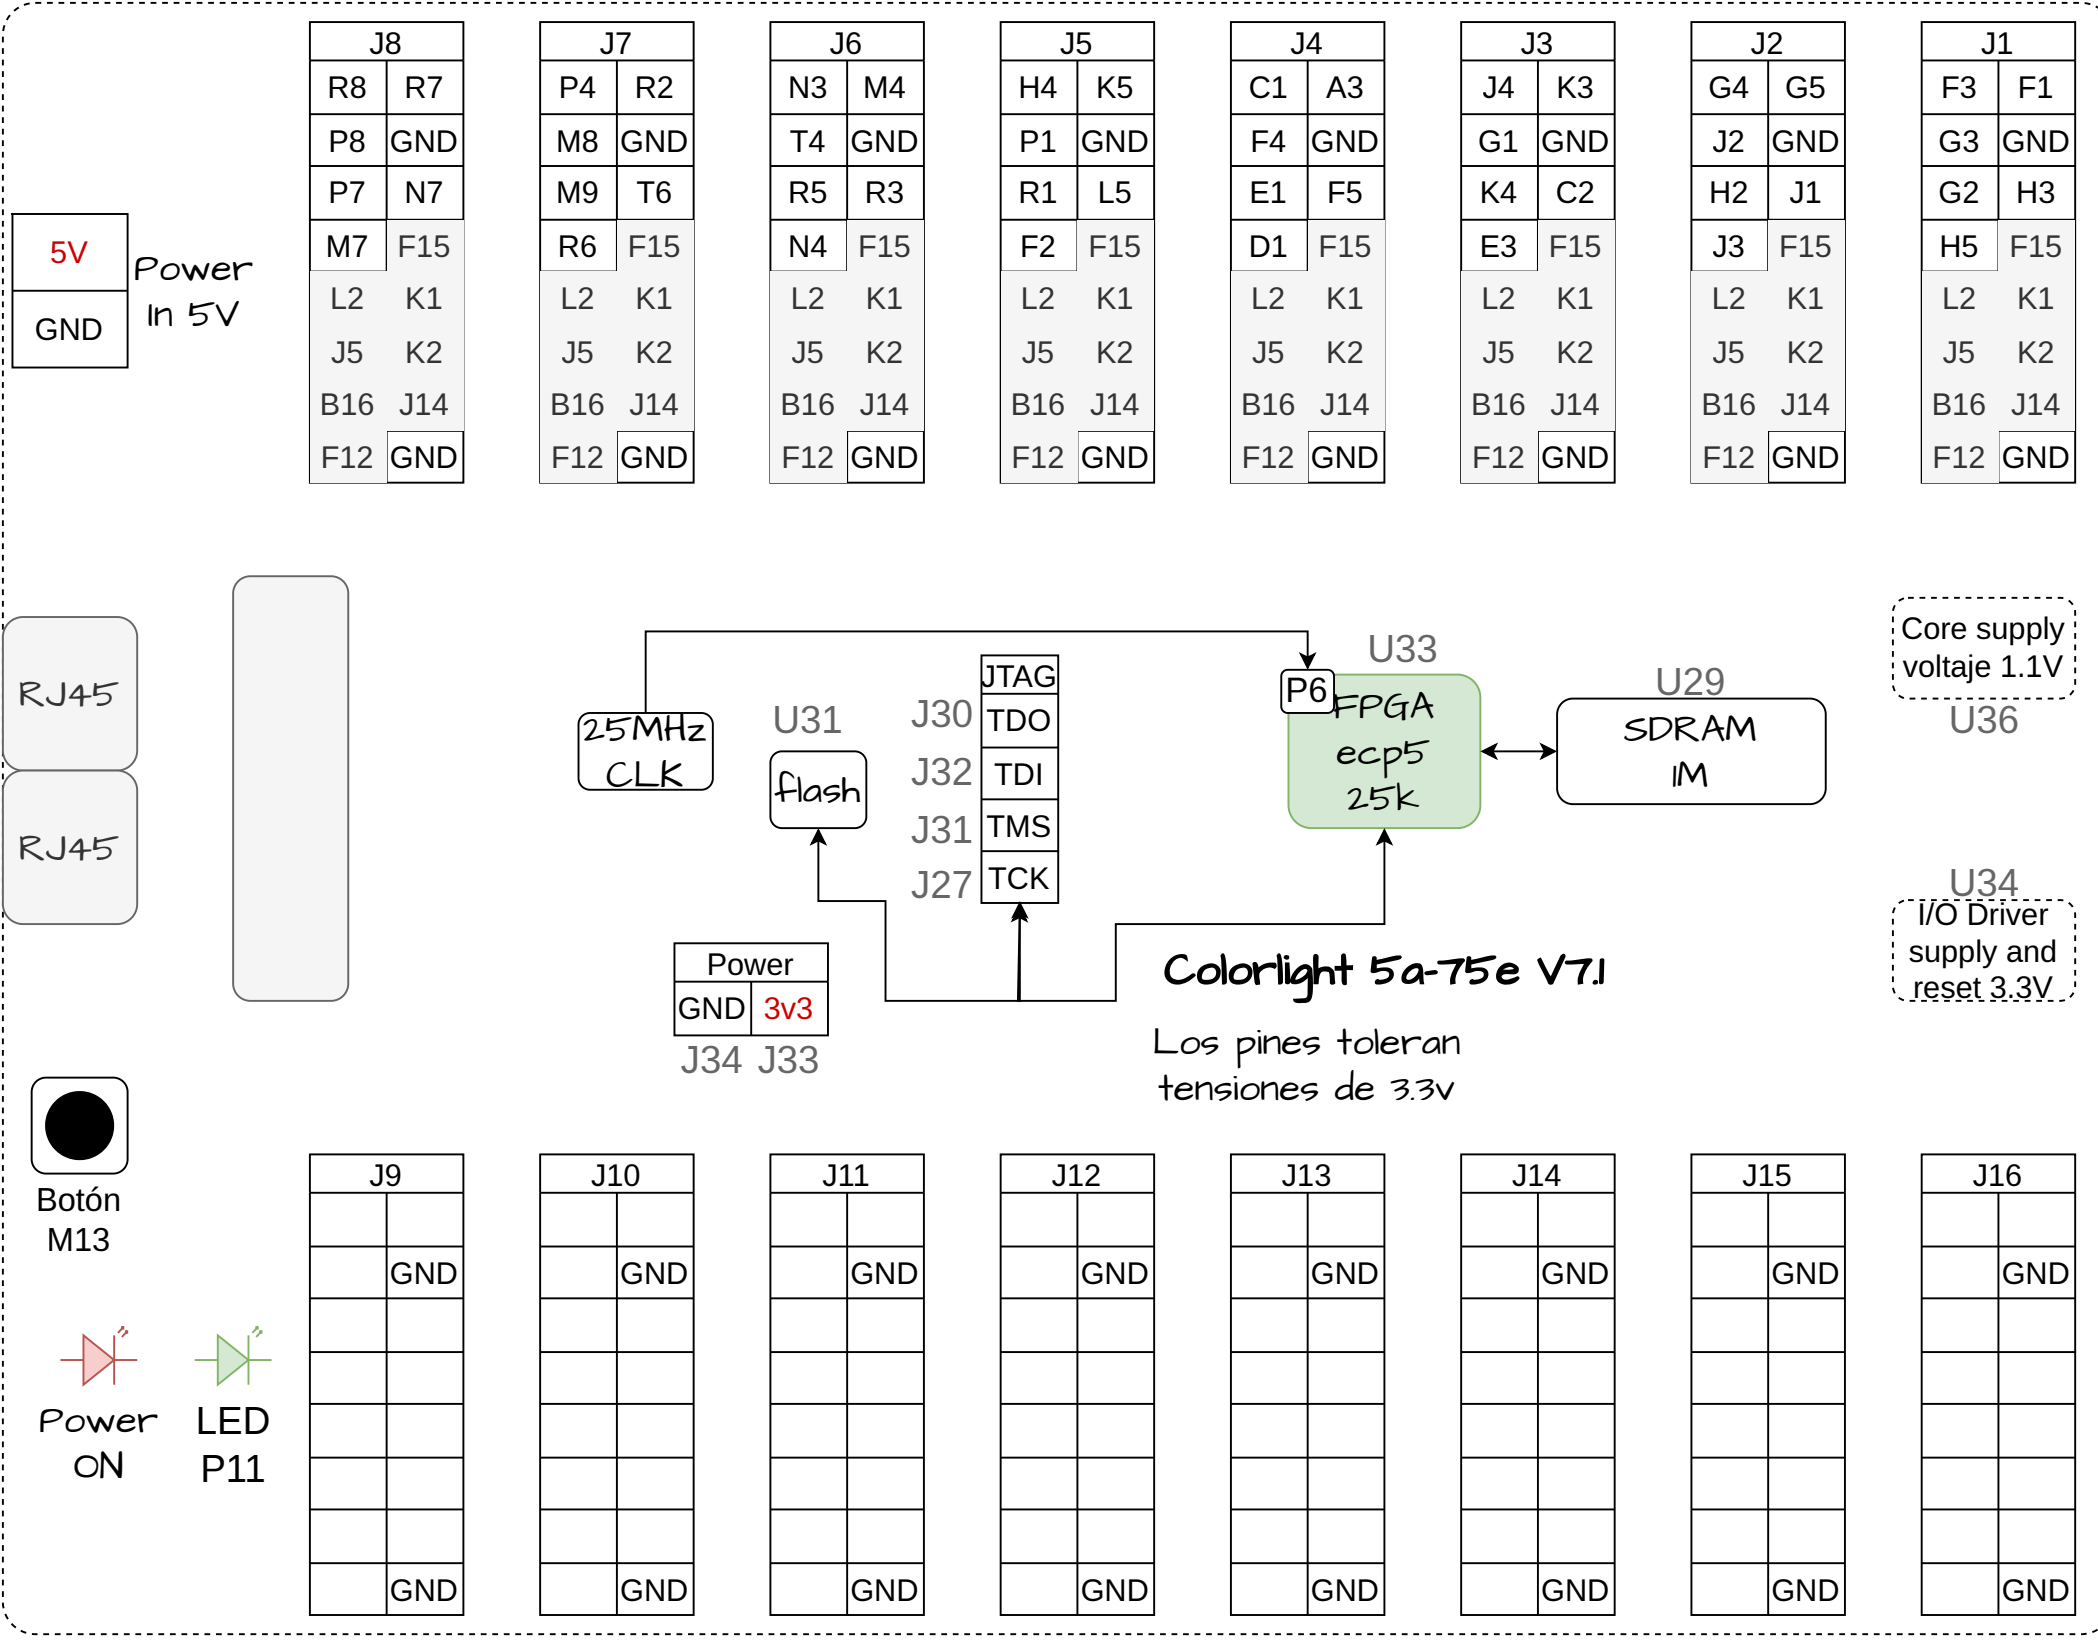 J8 J7 J6 J5 J4 J3 J2 J1
R8 R7 P4 R2 N3 M4 H4 K5 C1 A3 J4 K3 G4 G5 F3 F1
P8 GND M8 GND T4 GND P1 GND F4 GND G1 GND J2 GND G3 GND
P7 N7 M9 T6 R5 R3 R1 L5 E1 F5 K4 C2 H2 J1 G2 H3
M7 F15 R6 F15 N4 F15 F2 F15 D1 F15 E3 F15 J3 F15 H5 F15
L2 K1 L2 K1 L2 K1 L2 K1 L2 K1 L2 K1 L2 K1 L2 K1
J5 K2 J5 K2 J5 K2 J5 K2 J5 K2 J5 K2 J5 K2 J5 K2
B16 J14 B16 J14 B16 J14 B16 J14 B16 J14 B16 J14 B16 J14 B16 J14
F12 GND F12 GND F12 GND F12 GND F12 GND F12 GND F12 GND F12 GND
5V
GND
Power
In 5V
RJ45
RJ45
25MHz
CLK
U31
flash
JTAG
J30 TDO
J32 TDI
J31 TMS
J27 TCK
U33
P6
FPGA
ecp5
25k
U29
SDRAM
1M
Core supply
voltaje 1.1V
U36
U34
I/O Driver
supply and
reset 3.3V
Power
GND 3v3
J34 J33
Colorlight 5a-75e V7.1
Los pines toleran
tensiones de 3.3v
Botón
M13
Power
ON
LED
P11
J9 J10 J11 J12 J13 J14 J15 J16
GND GND GND GND GND GND GND GND
GND GND GND GND GND GND GND GND